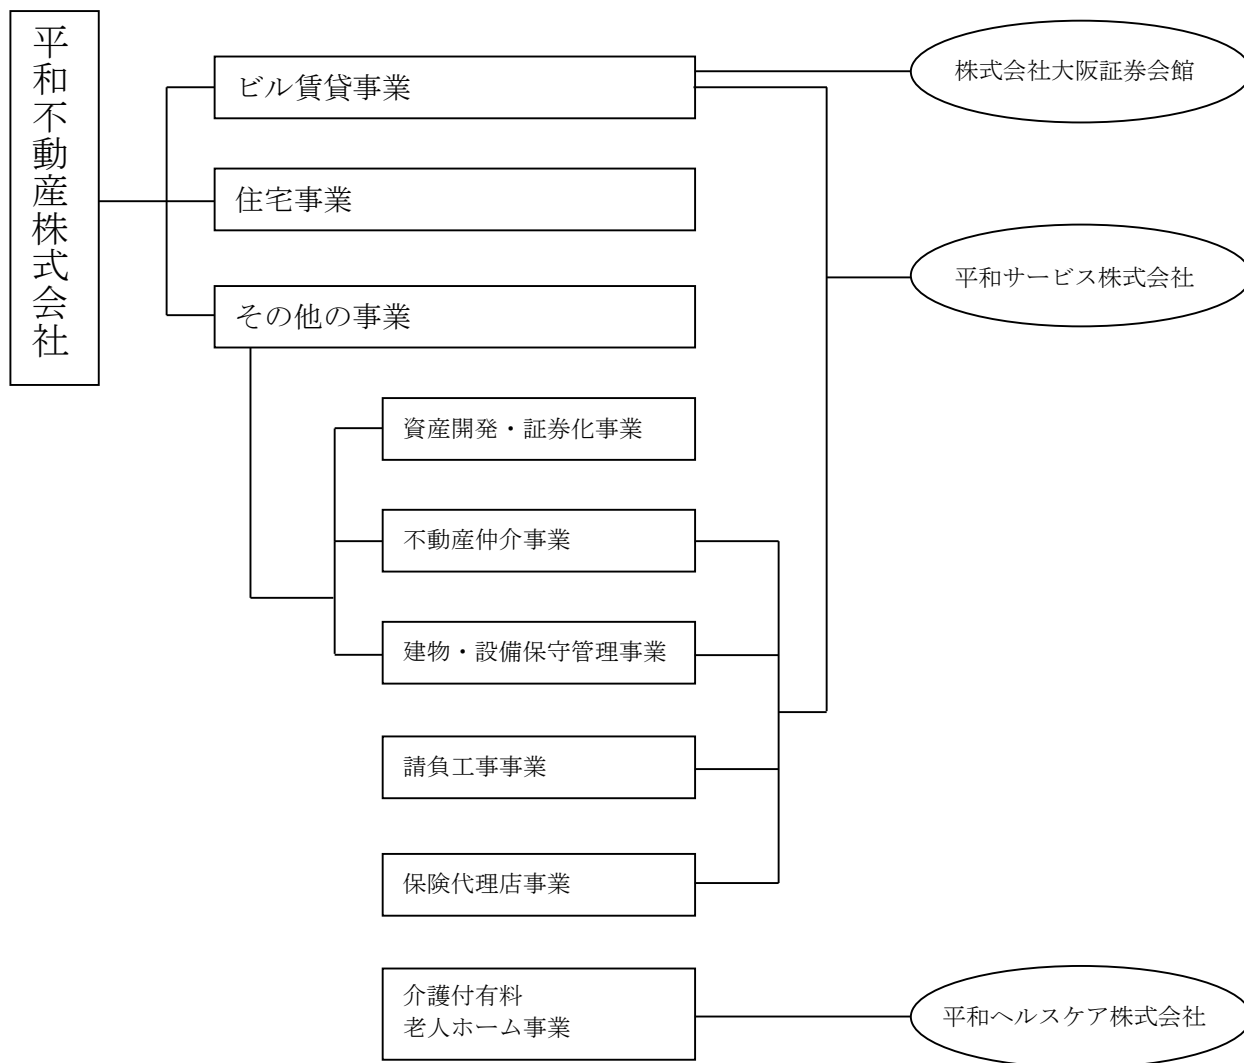 平和不動産株式会社
ビル賃貸事業
株式会社大阪証券会館
住宅事業
平和サービス株式会社
その他の事業
資産開発・証券化事業
不動産仲介事業
建物・設備保守管理事業
請負工事事業
保険代理店事業
介護付有料
老人ホーム事業
平和ヘルスケア株式会社